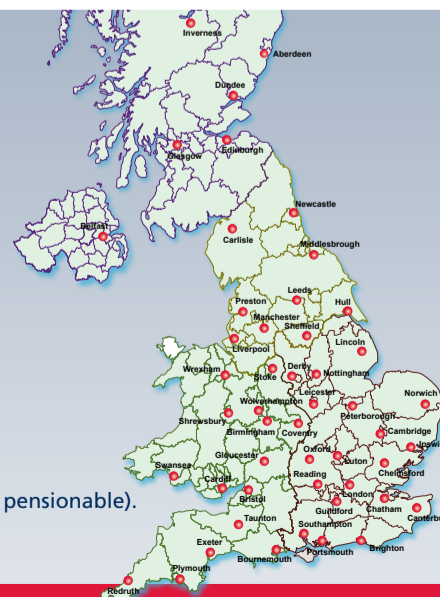 Inverness
Aberdeen
Dundee
Edinburgh
Glasgow
Newcastle
Belfast
Carlisle
Middlesbrough
Leeds
Preston
Hull
Manchester
Sheffield
Lincoln
Liverpool
Wrexham
Derby
Stoke
Nottingham
Leicester
Norwich
Wolverhampton
Peterborough
Shrewsbury
Cambridge
Birmingham
Coventry
Ipsw
Gloucester
Oxford
Luton
Chelmsford
Swansea
Reading
Cardiff
London
pensionable).
Bristol
Guildford
Chatham
Canterbu
Taunton
Southampton
Exeter
Bournemouth
Portsmouth
Brighton
Plymouth
Redruth